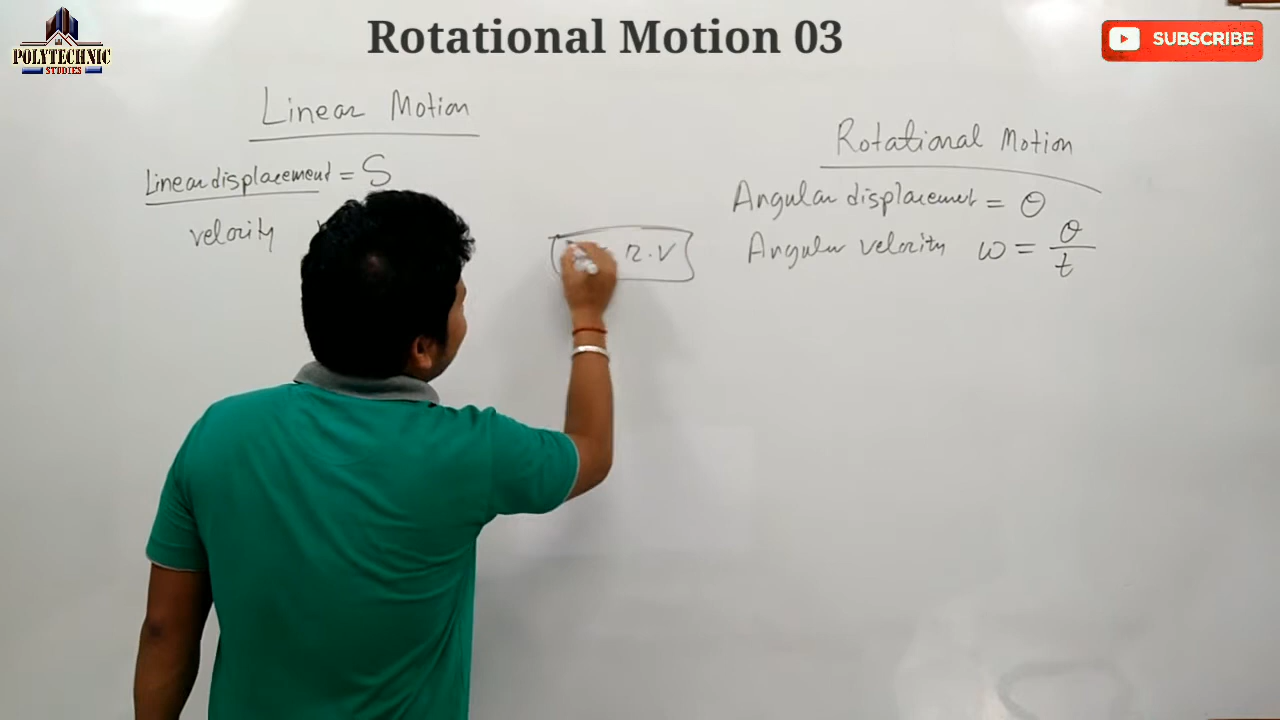 Rotational Motion 03
POLYTECHNIC
STUDIES
SUBSCRIBE
Linear Motion
Linear displacement = S
velocity
r.v
Rotational Motion
Angular displacement = θ
Angular velocity ω = θ/t